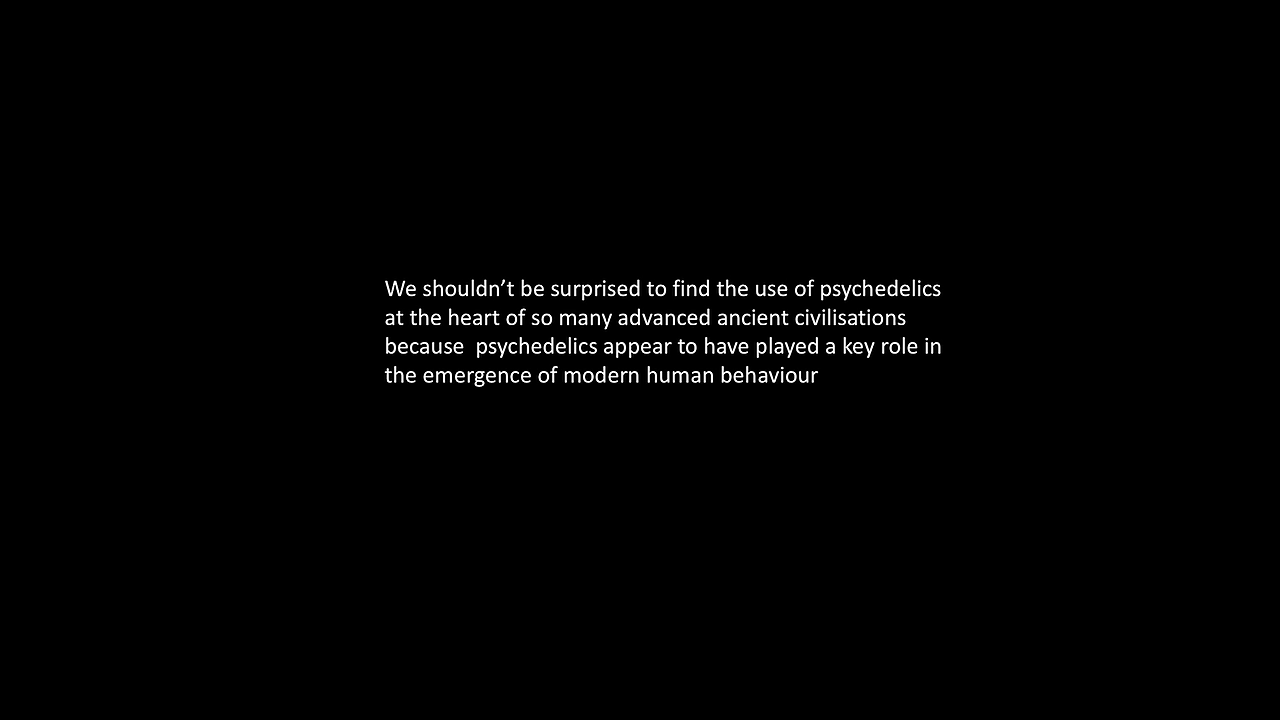 We shouldn’t be surprised to find the use of psychedelics
at the heart of so many advanced ancient civilisations
because  psychedelics appear to have played a key role in
the emergence of modern human behaviour